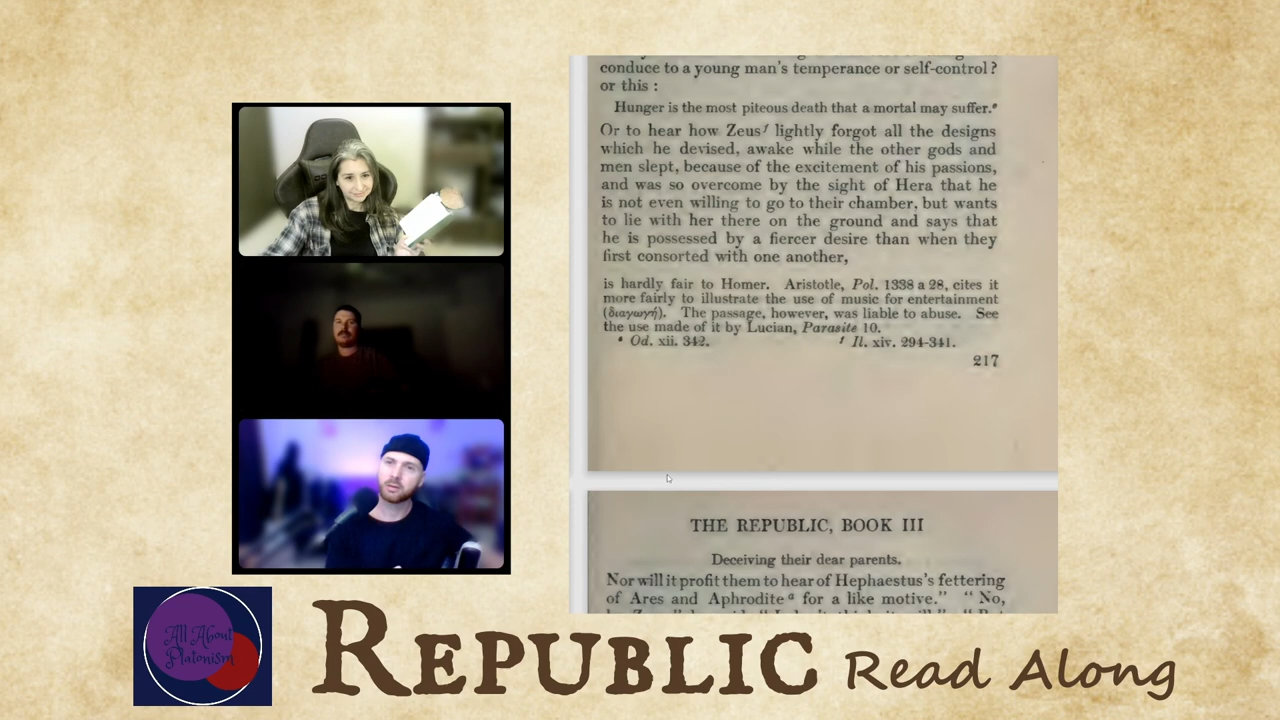 conduce to a young man's temperance or self-control?
or this :
Hunger is the most piteous death that a mortal may suffer.ᵉ
Or to hear how Zeusᶠ lightly forgot all the designs
which he devised, awake while the other gods and
men slept, because of the excitement of his passions,
and was so overcome by the sight of Hera that he
is not even willing to go to their chamber, but wants
to lie with her there on the ground and says that
he is possessed by a fiercer desire than when they
first consorted with one another,
is hardly fair to Homer. Aristotle, Pol. 1338 a 28, cites it
more fairly to illustrate the use of music for entertainment
(διαγωγή). The passage, however, was liable to abuse. See
the use made of it by Lucian, Parasite 10.
ᵉ Od. xii. 342. ᶠ Il. xiv. 294-341.
217
THE REPUBLIC, BOOK III
Deceiving their dear parents.
Nor will it profit them to hear of Hephaestus's fettering
of Ares and Aphroditeᵃ for a like motive." "No,
All About
Platonism
REPUBLIC Read Along